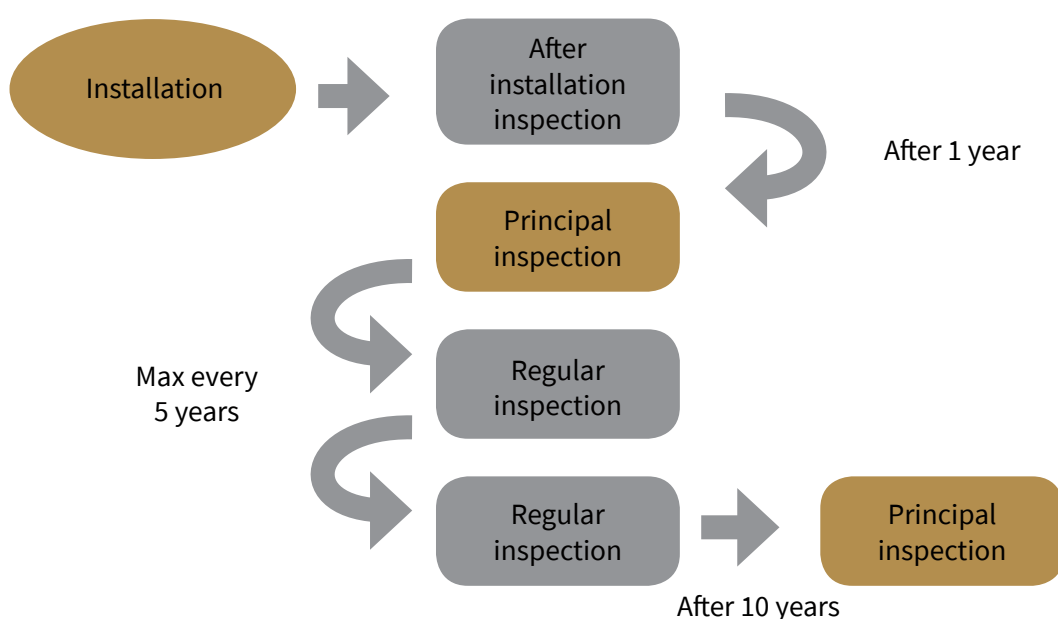 Installation
After
installation
inspection
After 1 year
Principal
inspection
Max every
5 years
Regular
inspection
Regular
inspection
Principal
inspection
After 10 years